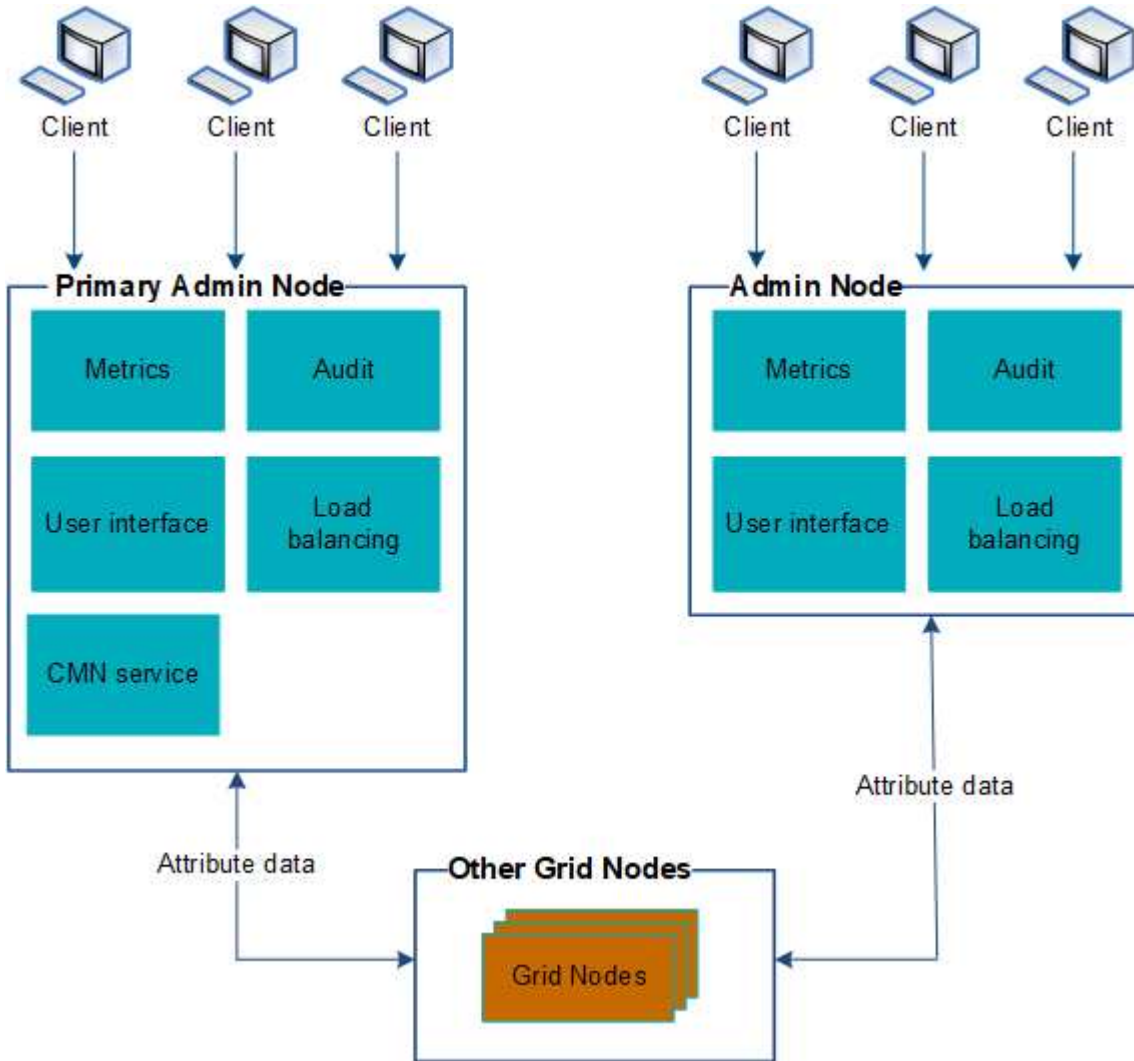 Client
Client
Client
Client
Client
Client
Primary Admin Node
Admin Node
Metrics
Audit
Metrics
Audit
User interface
Load
balancing
User interface
Load
balancing
CMN service
Attribute data
Attribute data
Other Grid Nodes
Grid Nodes